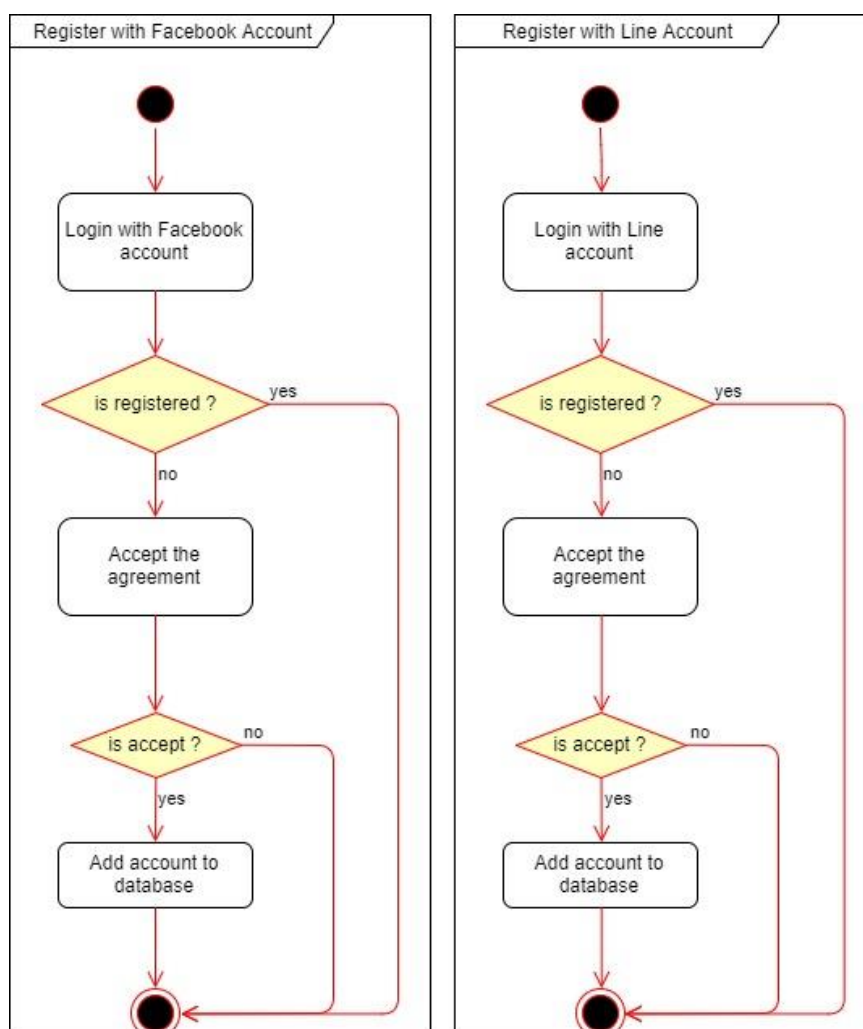 Register with Facebook Account
Login with Facebook
account
is registered ?
yes
no
Accept the
agreement
is accept ?
no
yes
Add account to
database
Register with Line Account
Login with Line
account
is registered ?
yes
no
Accept the
agreement
is accept ?
no
yes
Add account to
database